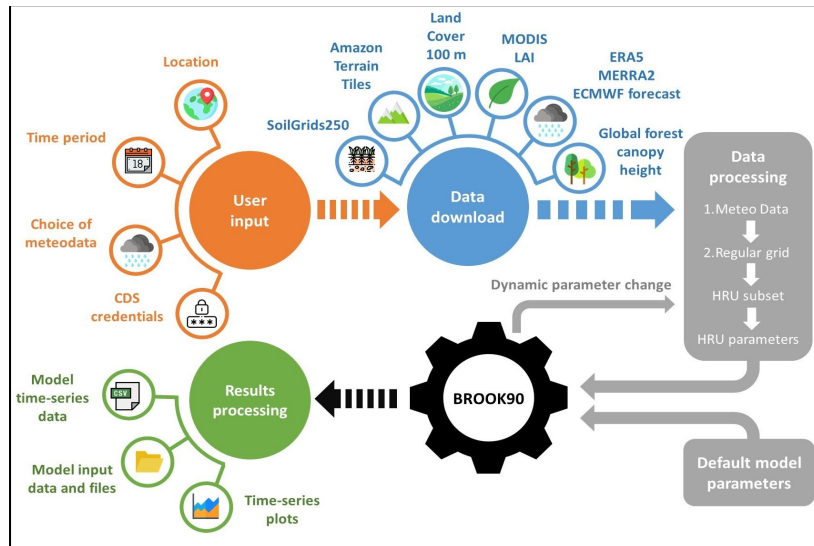 Location
Time period
18
Choice of
meteodata
CDS
credentials
***
User
input
SoilGrids250
Amazon
Terrain
Tiles
Land
Cover
100 m
MODIS
LAI
ERA5
MERRA2
ECMWF forecast
Global forest
canopy
height
Data
download
Data
processing
1.Meteo Data
2.Regular grid
HRU subset
HRU parameters
Dynamic parameter change
BROOK90
Default model
parameters
Results
processing
Model
time-series
data
CSV
Model input
data and files
Time-series
plots